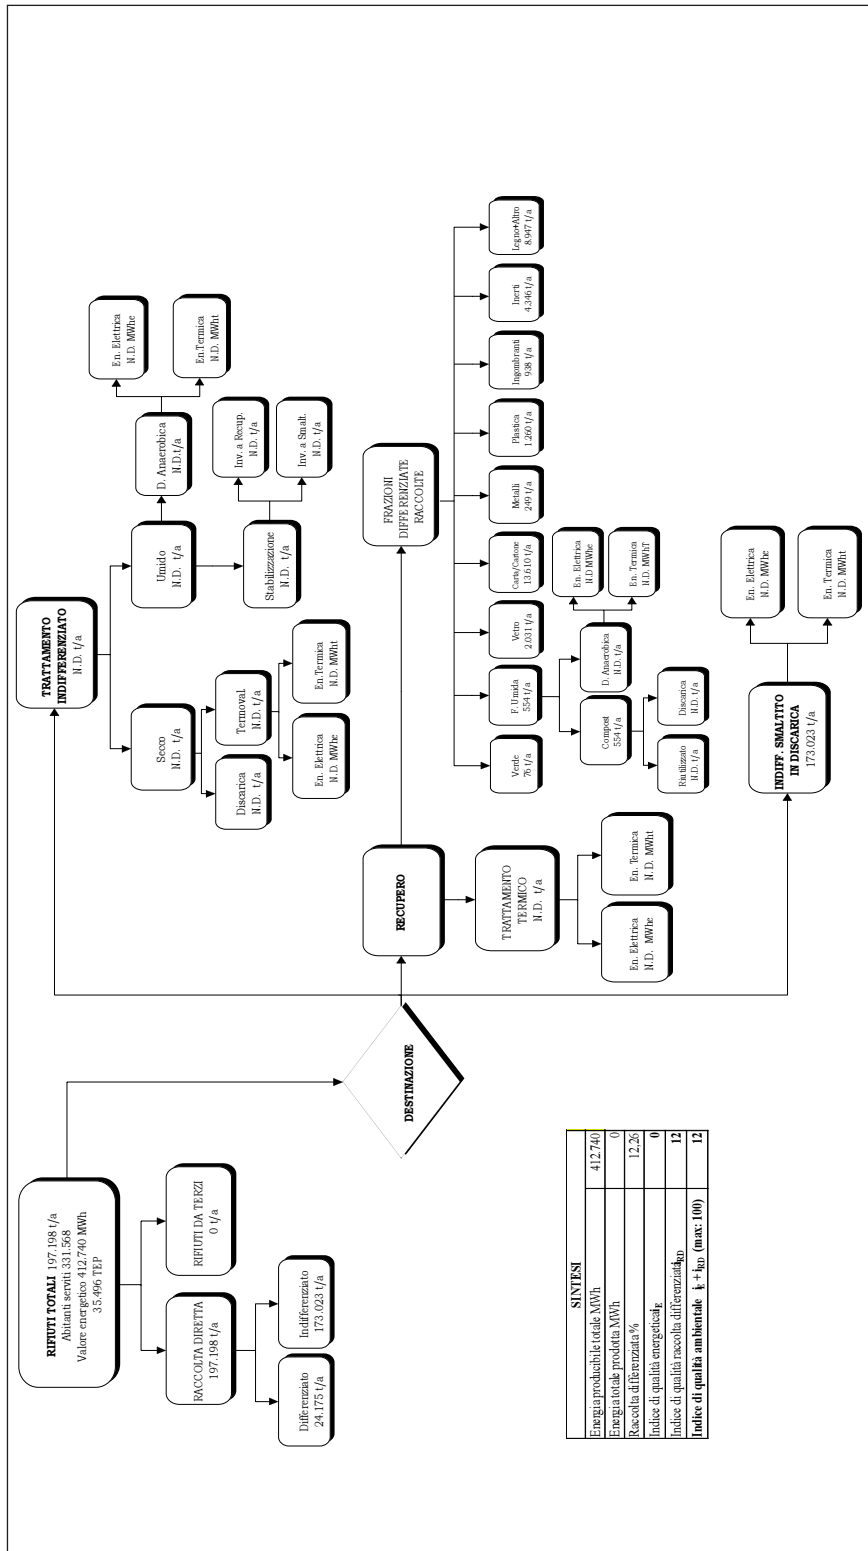 RIFIUTI TOTALI 197.198 t/a
Abitanti serviti 331.568
Valore energetico 412.740 MWh
35.496 TEP
RACCOLTA DIRETTA
197.198 t/a
RIFIUTI DA TERZI
0 t/a
Differenziato
24.175 t/a
Indifferenziato
173.023 t/a
DESTINAZIONE
TRATTAMENTO
INDIFFERENZIATO
N.D. t/a
Secco
N.D. t/a
Umido
N.D. t/a
Discarica
N.D. t/a
Termoval.
N.D. t/a
En. Elettrica
N.D. MWhe
En.Termica
N.D. MWht
D. Anaerobica
N.D.t/a
Stabilizzazione
N.D. t/a
En. Elettrica
N.D. MWhe
En.Termica
N.D. MWht
Inv. a Recup.
N.D. t/a
Inv. a Smalt.
N.D. t/a
RECUPERO
TRATTAMENTO
TERMICO
N.D. t/a
En. Elettrica
N.D. MWhe
En. Termica
N.D. MWht
FRAZIONI
DIFFERENZIATE
RACCOLTE
Verde
76 t/a
F. Umida
554 t/a
Vetro
2.031 t/a
Carta/Cartone
13.610 t/a
Metalli
249 t/a
Plastica
1.260 t/a
Ingombranti
938 t/a
Inerti
4.346 t/a
Legno+Altro
8.947 t/a
Compost
554 t/a
D. Anaerobica
N.D. t/a
Riutilizzato
N.D. t/a
Discarica
N.D. t/a
En. Elettrica
N.D MWhe
En. Termica
N.D. MWhT
INDIFF. SMALTITO
IN DISCARICA
173.023 t/a
En. Elettrica
N.D. MWhe
En. Termica
N.D. MWht
SINTESI
Energia producibile totale MWh 412.740
Energia totale prodotta MWh 0
Raccolta differenziata % 12,26
Indice di qualità energetica iE 0
Indice di qualità raccolta differenziata iRD 12
Indice di qualità ambientale iE + iRD (max: 100) 12